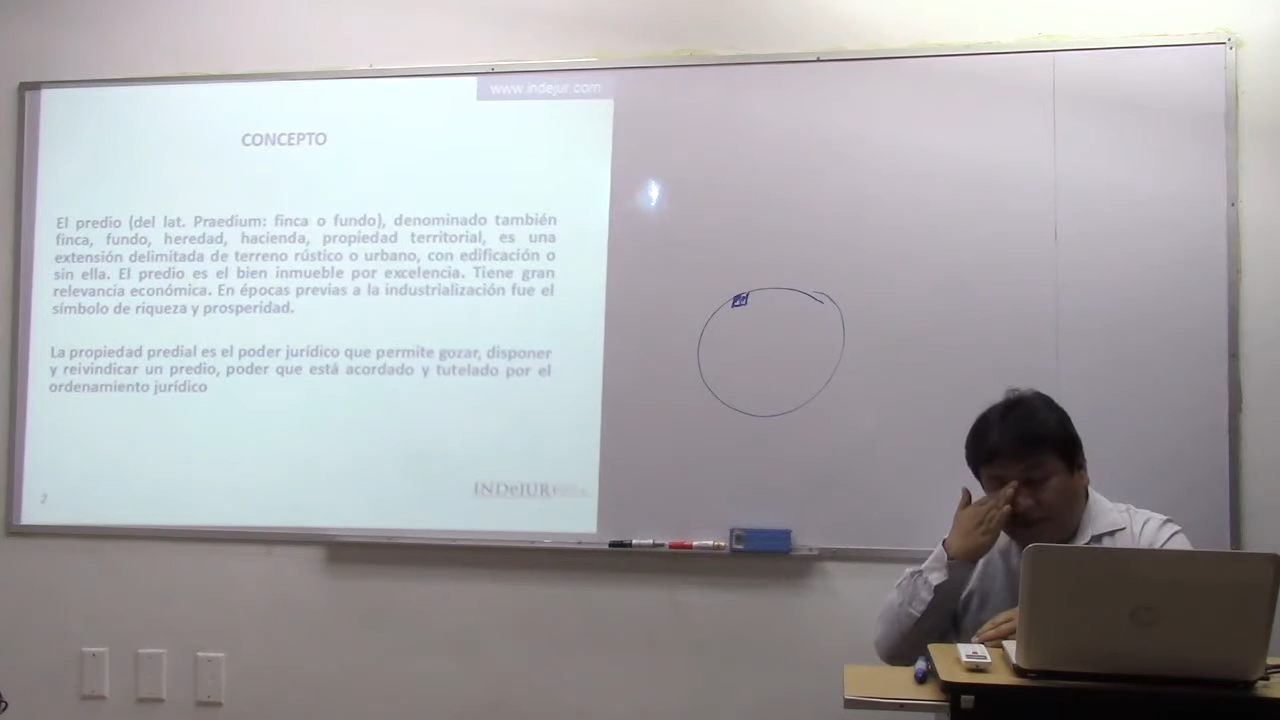 www.indejur.com
CONCEPTO
El predio (del lat. Praedium: finca o fundo), denominado también
finca, fundo, heredad, hacienda, propiedad territorial, es una
extensión delimitada de terreno rústico o urbano, con edificación o
sin ella. El predio es el bien inmueble por excelencia. Tiene gran
relevancia económica. En épocas previas a la industrialización fue el
símbolo de riqueza y prosperidad.
La propiedad predial es el poder jurídico que permite gozar, disponer
y reivindicar un predio, poder que está acordado y tutelado por el
ordenamiento jurídico
INDeJUR
2